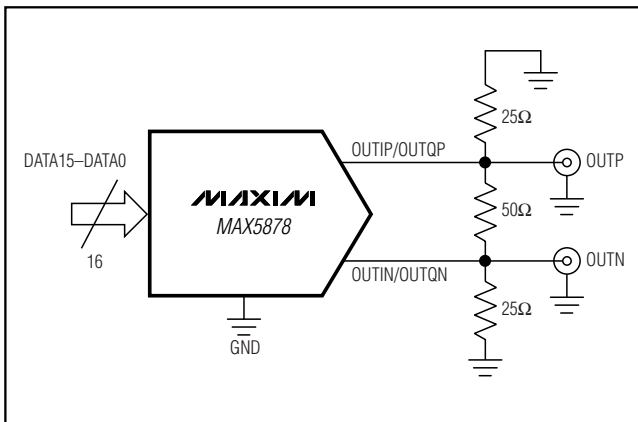 25Ω
OUTIP/OUTQP
OUTP
DATA15–DATA0
MAXIM
MAX5878
50Ω
16
OUTIN/OUTQN
OUTN
25Ω
GND